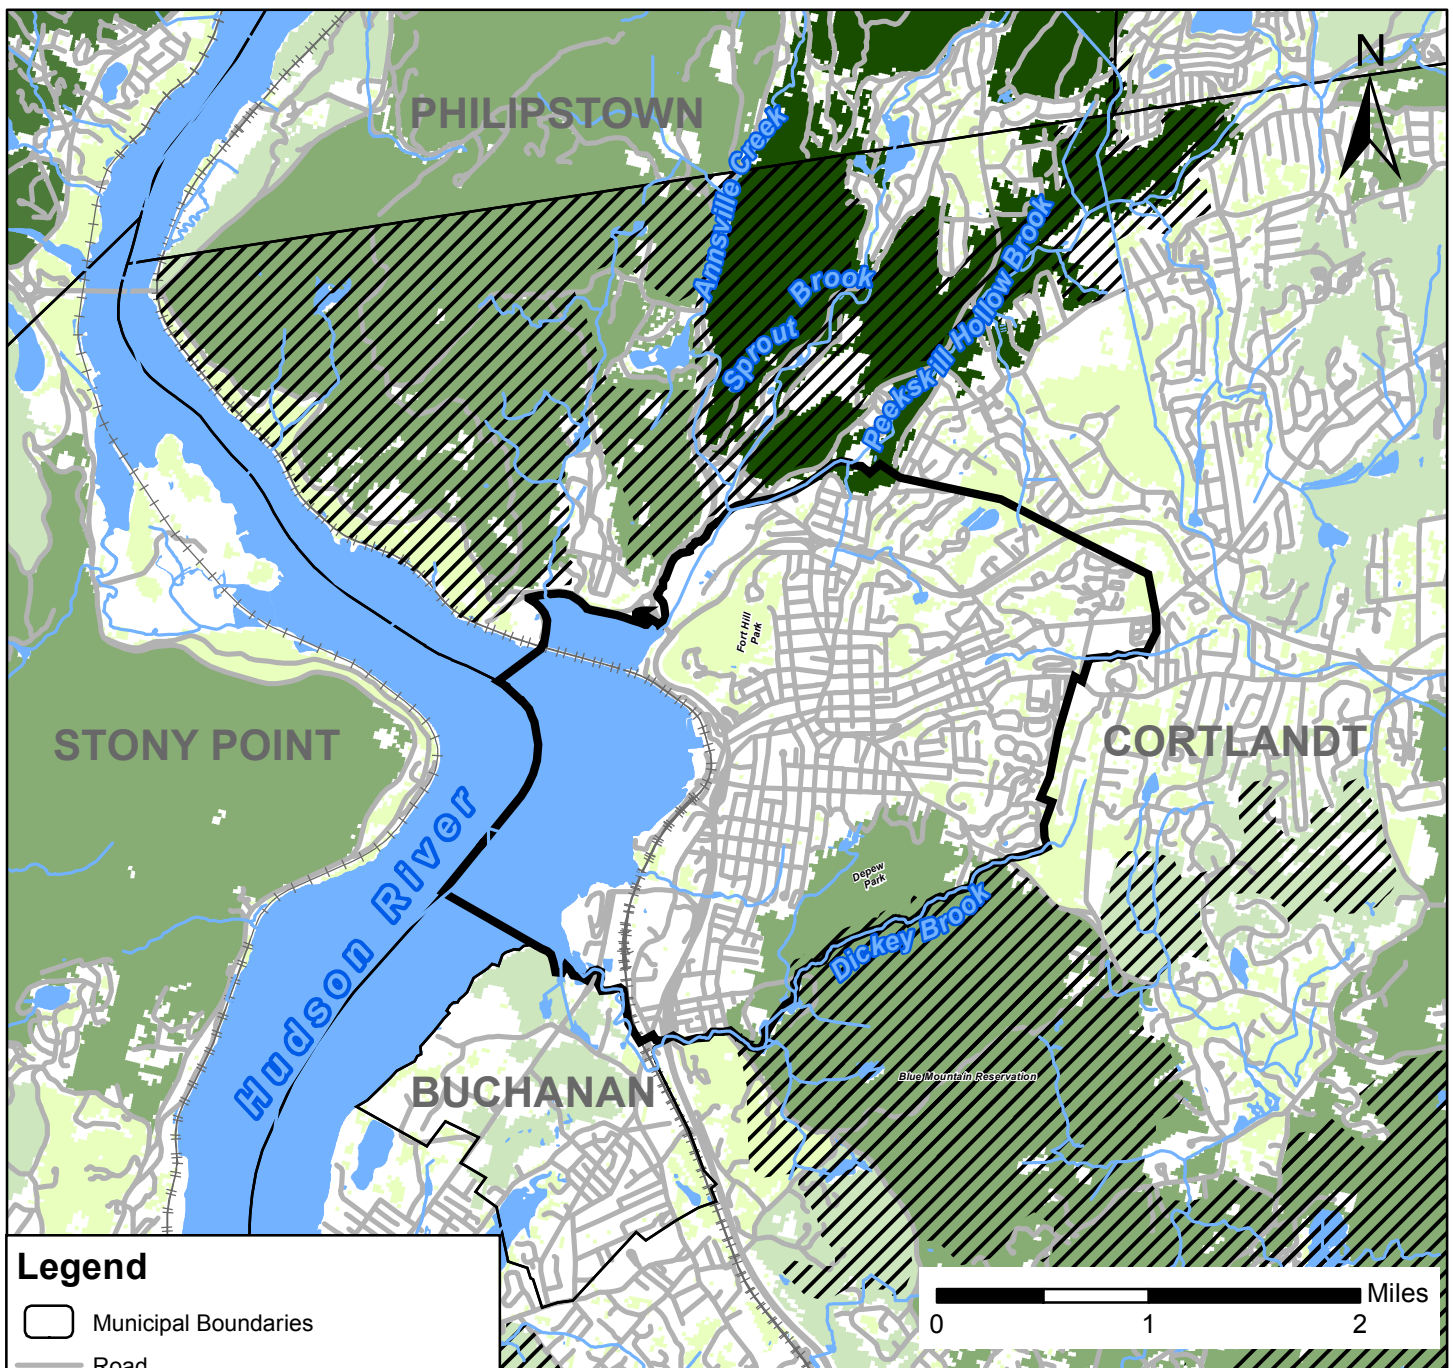 N
PHILIPSTOWN
Annsville Creek
Sprout Brook
Peekskill Hollow Brook
Fort Hill
Park
STONY POINT
CORTLANDT
Hudson River
Depew
Park
Dickey Brook
Blue Mountain Reservation
BUCHANAN
Legend
Municipal Boundaries
Road
Miles
0 1 2